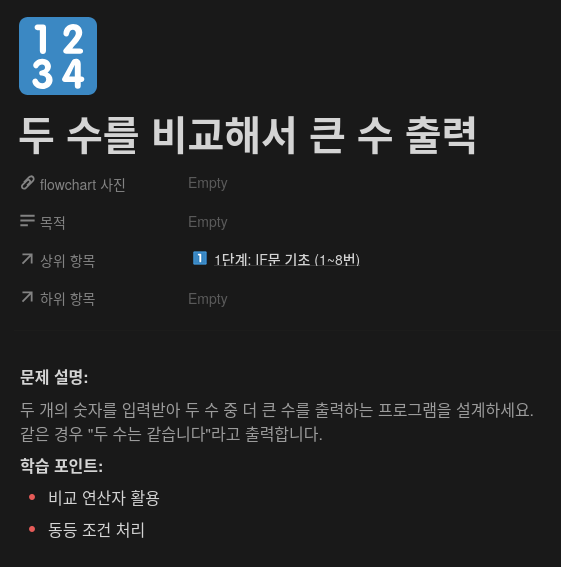 1 2
3 4
두 수를 비교해서 큰 수 출력
flowchart 사진 Empty
목적 Empty
상위 항목 1 1단계: IF문 기초 (1~8번)
하위 항목 Empty
문제 설명:
두 개의 숫자를 입력받아 두 수 중 더 큰 수를 출력하는 프로그램을 설계하세요.
같은 경우 "두 수는 같습니다"라고 출력합니다.
학습 포인트:
• 비교 연산자 활용
• 동등 조건 처리